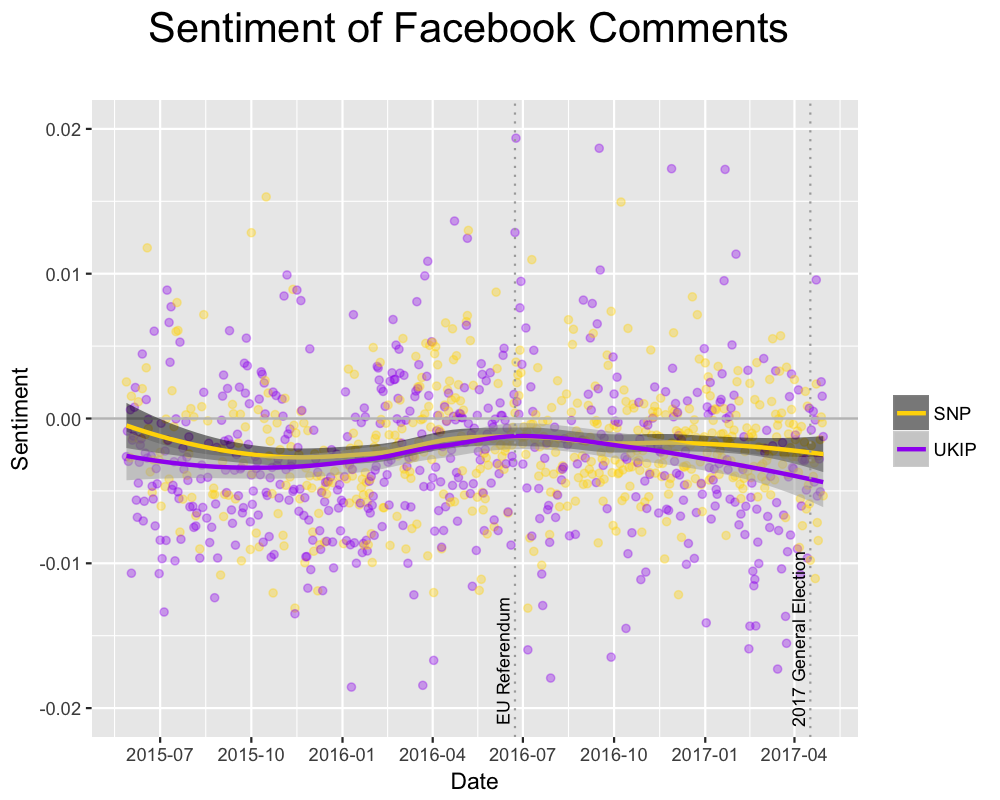 Sentiment of Facebook Comments
0.02
0.01
0.00
-0.01
-0.02
Sentiment
EU Referendum
2017 General Election
SNP
UKIP
2015-07
2015-10
2016-01
2016-04
2016-07
2016-10
2017-01
2017-04
Date